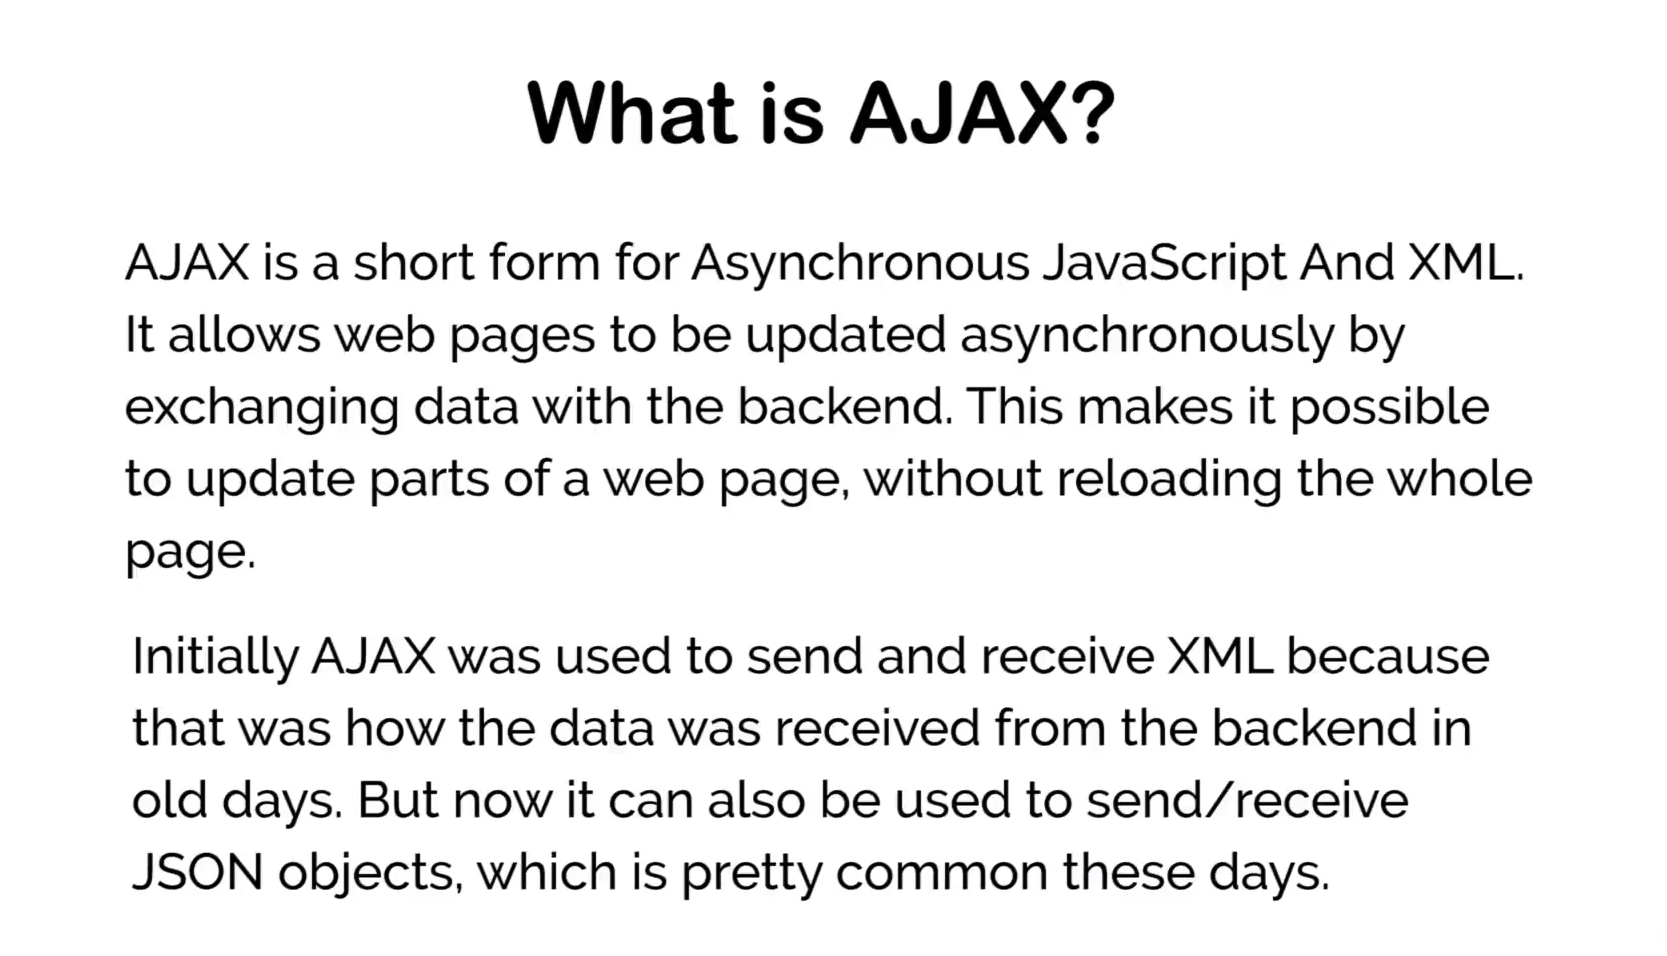 What is AJAX?
AJAX is a short form for Asynchronous JavaScript And XML.
It allows web pages to be updated asynchronously by
exchanging data with the backend. This makes it possible
to update parts of a web page, without reloading the whole
page.
Initially AJAX was used to send and receive XML because
that was how the data was received from the backend in
old days. But now it can also be used to send/receive
JSON objects, which is pretty common these days.